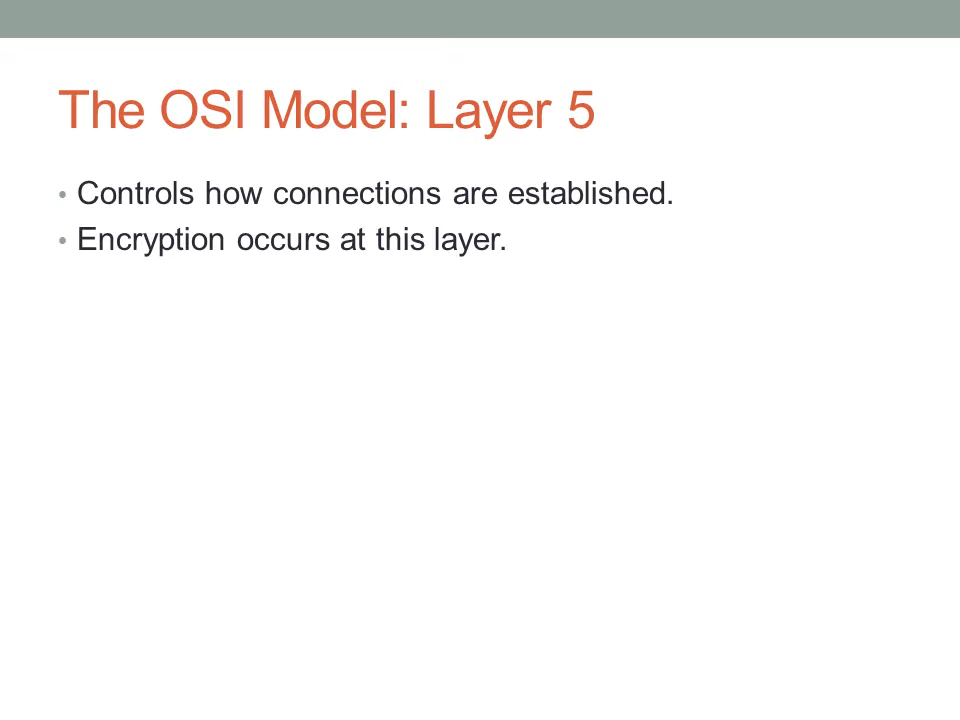 The OSI Model: Layer 5
• Controls how connections are established.
• Encryption occurs at this layer.